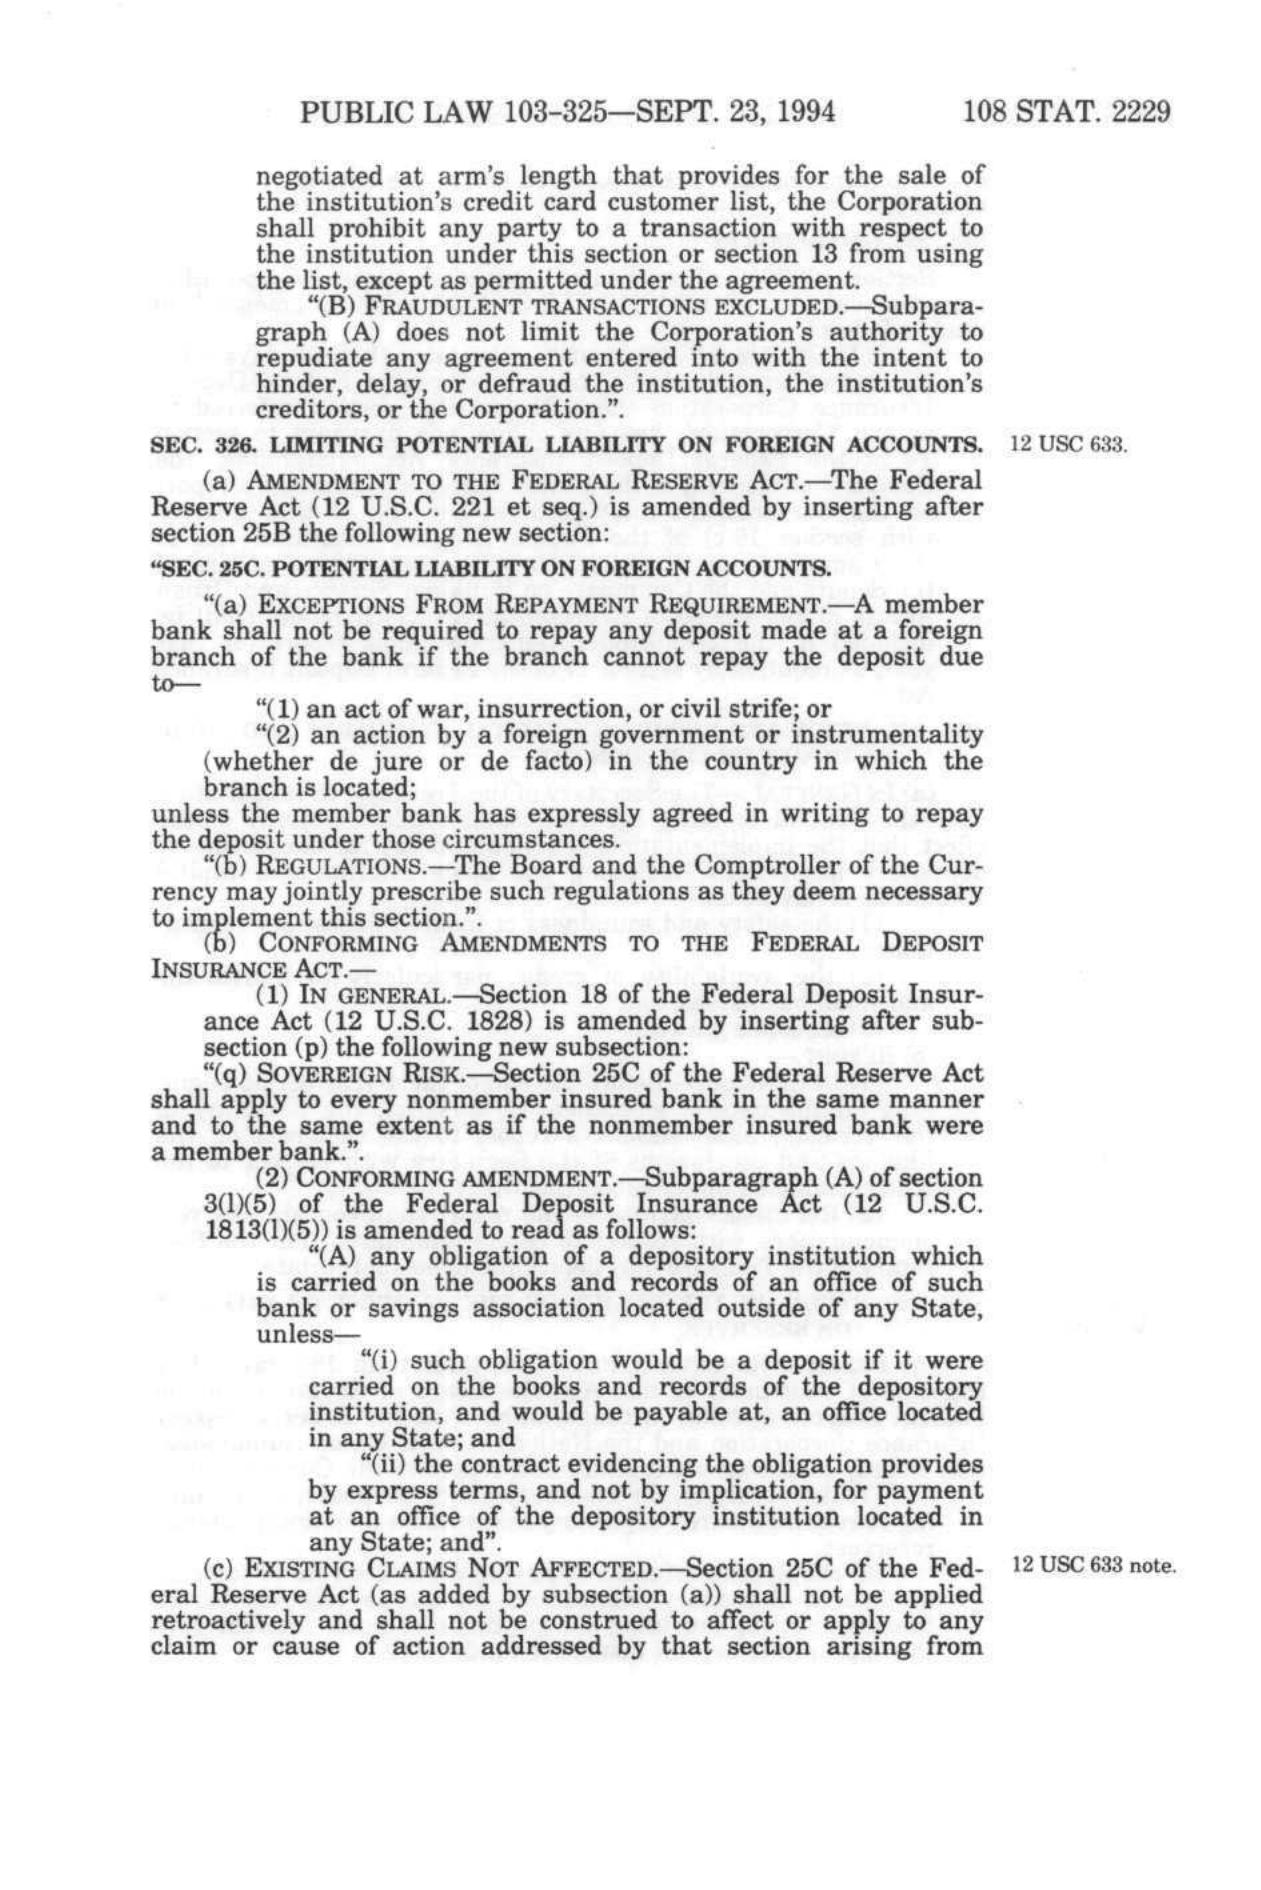 PUBLIC LAW 103–325—SEPT. 23, 1994 108 STAT. 2229
negotiated at arm's length that provides for the sale of
the institution's credit card customer list, the Corporation
shall prohibit any party to a transaction with respect to
the institution under this section or section 13 from using
the list, except as permitted under the agreement.
“(B) FRAUDULENT TRANSACTIONS EXCLUDED.—Subpara-
graph (A) does not limit the Corporation's authority to
repudiate any agreement entered into with the intent to
hinder, delay, or defraud the institution, the institution's
creditors, or the Corporation.”.
SEC. 326. LIMITING POTENTIAL LIABILITY ON FOREIGN ACCOUNTS. 12 USC 633.
(a) AMENDMENT TO THE FEDERAL RESERVE ACT.—The Federal
Reserve Act (12 U.S.C. 221 et seq.) is amended by inserting after
section 25B the following new section:
“SEC. 25C. POTENTIAL LIABILITY ON FOREIGN ACCOUNTS.
“(a) EXCEPTIONS FROM REPAYMENT REQUIREMENT.—A member
bank shall not be required to repay any deposit made at a foreign
branch of the bank if the branch cannot repay the deposit due
to—
“(1) an act of war, insurrection, or civil strife; or
“(2) an action by a foreign government or instrumentality
(whether de jure or de facto) in the country in which the
branch is located;
unless the member bank has expressly agreed in writing to repay
the deposit under those circumstances.
“(b) REGULATIONS.—The Board and the Comptroller of the Cur-
rency may jointly prescribe such regulations as they deem necessary
to implement this section.”.
(b) CONFORMING AMENDMENTS TO THE FEDERAL DEPOSIT
INSURANCE ACT.—
(1) IN GENERAL.—Section 18 of the Federal Deposit Insur-
ance Act (12 U.S.C. 1828) is amended by inserting after sub-
section (p) the following new subsection:
“(q) SOVEREIGN RISK.—Section 25C of the Federal Reserve Act
shall apply to every nonmember insured bank in the same manner
and to the same extent as if the nonmember insured bank were
a member bank.”.
(2) CONFORMING AMENDMENT.—Subparagraph (A) of section
3(l)(5) of the Federal Deposit Insurance Act (12 U.S.C.
1813(l)(5)) is amended to read as follows:
“(A) any obligation of a depository institution which
is carried on the books and records of an office of such
bank or savings association located outside of any State,
unless—
“(i) such obligation would be a deposit if it were
carried on the books and records of the depository
institution, and would be payable at, an office located
in any State; and
“(ii) the contract evidencing the obligation provides
by express terms, and not by implication, for payment
at an office of the depository institution located in
any State; and”.
(c) EXISTING CLAIMS NOT AFFECTED.—Section 25C of the Fed- 12 USC 633 note.
eral Reserve Act (as added by subsection (a)) shall not be applied
retroactively and shall not be construed to affect or apply to any
claim or cause of action addressed by that section arising from